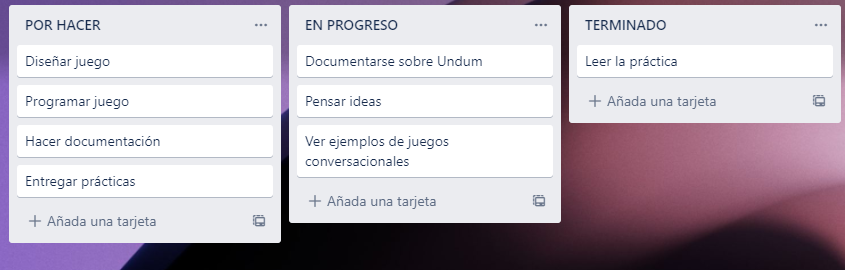 POR HACER
Diseñar juego
Programar juego
Hacer documentación
Entregar prácticas
Añada una tarjeta
EN PROGRESO
Documentarse sobre Undum
Pensar ideas
Ver ejemplos de juegos
conversacionales
Añada una tarjeta
TERMINADO
Leer la práctica
Añada una tarjeta